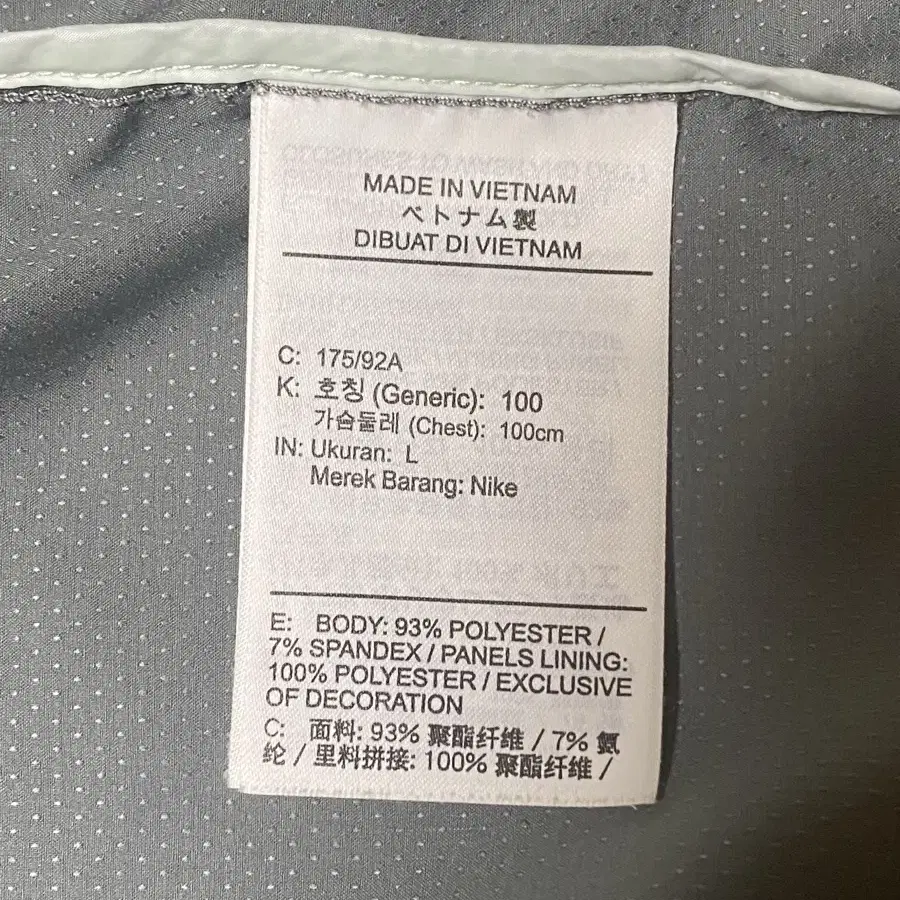 MADE IN VIETNAM
ベトナム製
DIBUAT DI VIETNAM
C: 175/92A
K: 호칭 (Generic): 100
가슴둘레 (Chest): 100cm
IN: Ukuran: L
Merek Barang: Nike
E: BODY: 93% POLYESTER /
7% SPANDEX / PANELS LINING:
100% POLYESTER / EXCLUSIVE
OF DECORATION
C: 面料: 93% 聚酯纤维 / 7% 氨
纶 / 里料拼接: 100% 聚酯纤维 /